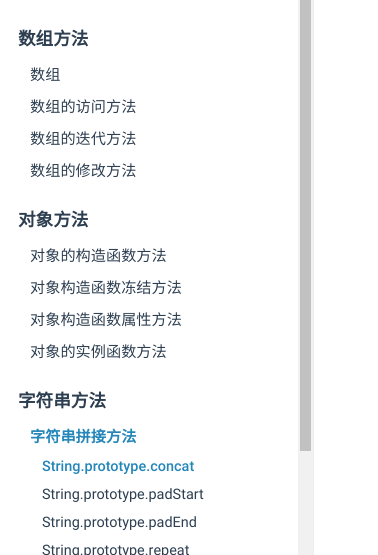 数组方法
数组
数组的访问方法
数组的迭代方法
数组的修改方法
对象方法
对象的构造函数方法
对象构造函数冻结方法
对象构造函数属性方法
对象的实例函数方法
字符串方法
字符串拼接方法
String.prototype.concat
String.prototype.padStart
String.prototype.padEnd
String.prototype.repeat